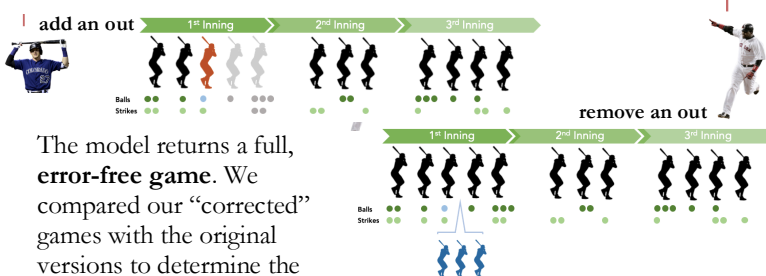 add an out
1st Inning
2nd Inning
3rd Inning
Balls
Strikes
remove an out
1st Inning
2nd Inning
3rd Inning
Balls
Strikes
The model returns a full,
error-free game. We
compared our “corrected”
games with the original
versions to determine the